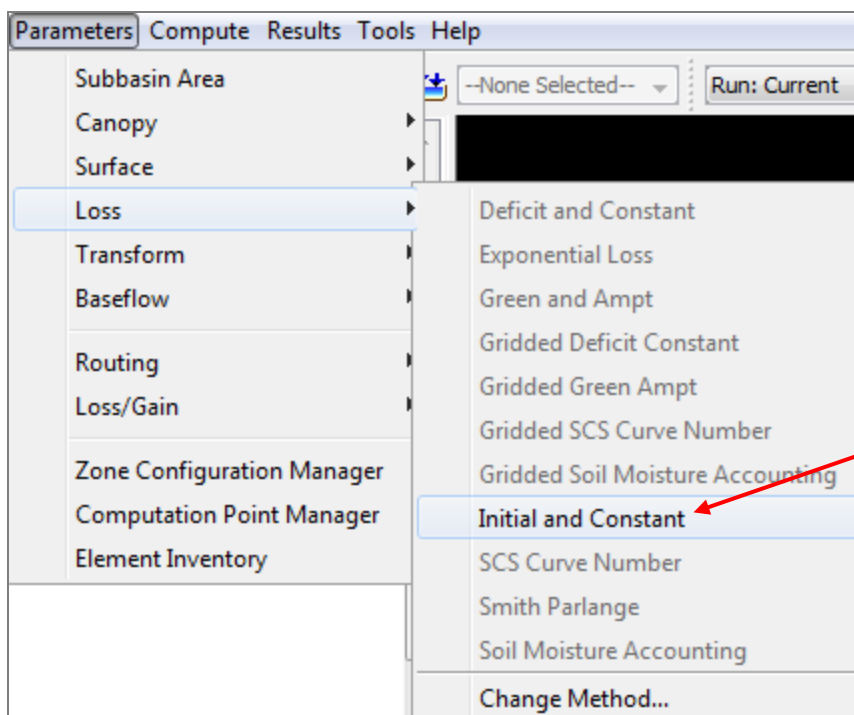 Parameters Compute Results Tools Help
--None Selected-- Run: Current
Subbasin Area
Canopy
Surface
Loss
Transform
Baseflow
Routing
Loss/Gain
Zone Configuration Manager
Computation Point Manager
Element Inventory
Deficit and Constant
Exponential Loss
Green and Ampt
Gridded Deficit Constant
Gridded Green Ampt
Gridded SCS Curve Number
Gridded Soil Moisture Accounting
Initial and Constant
SCS Curve Number
Smith Parlange
Soil Moisture Accounting
Change Method...